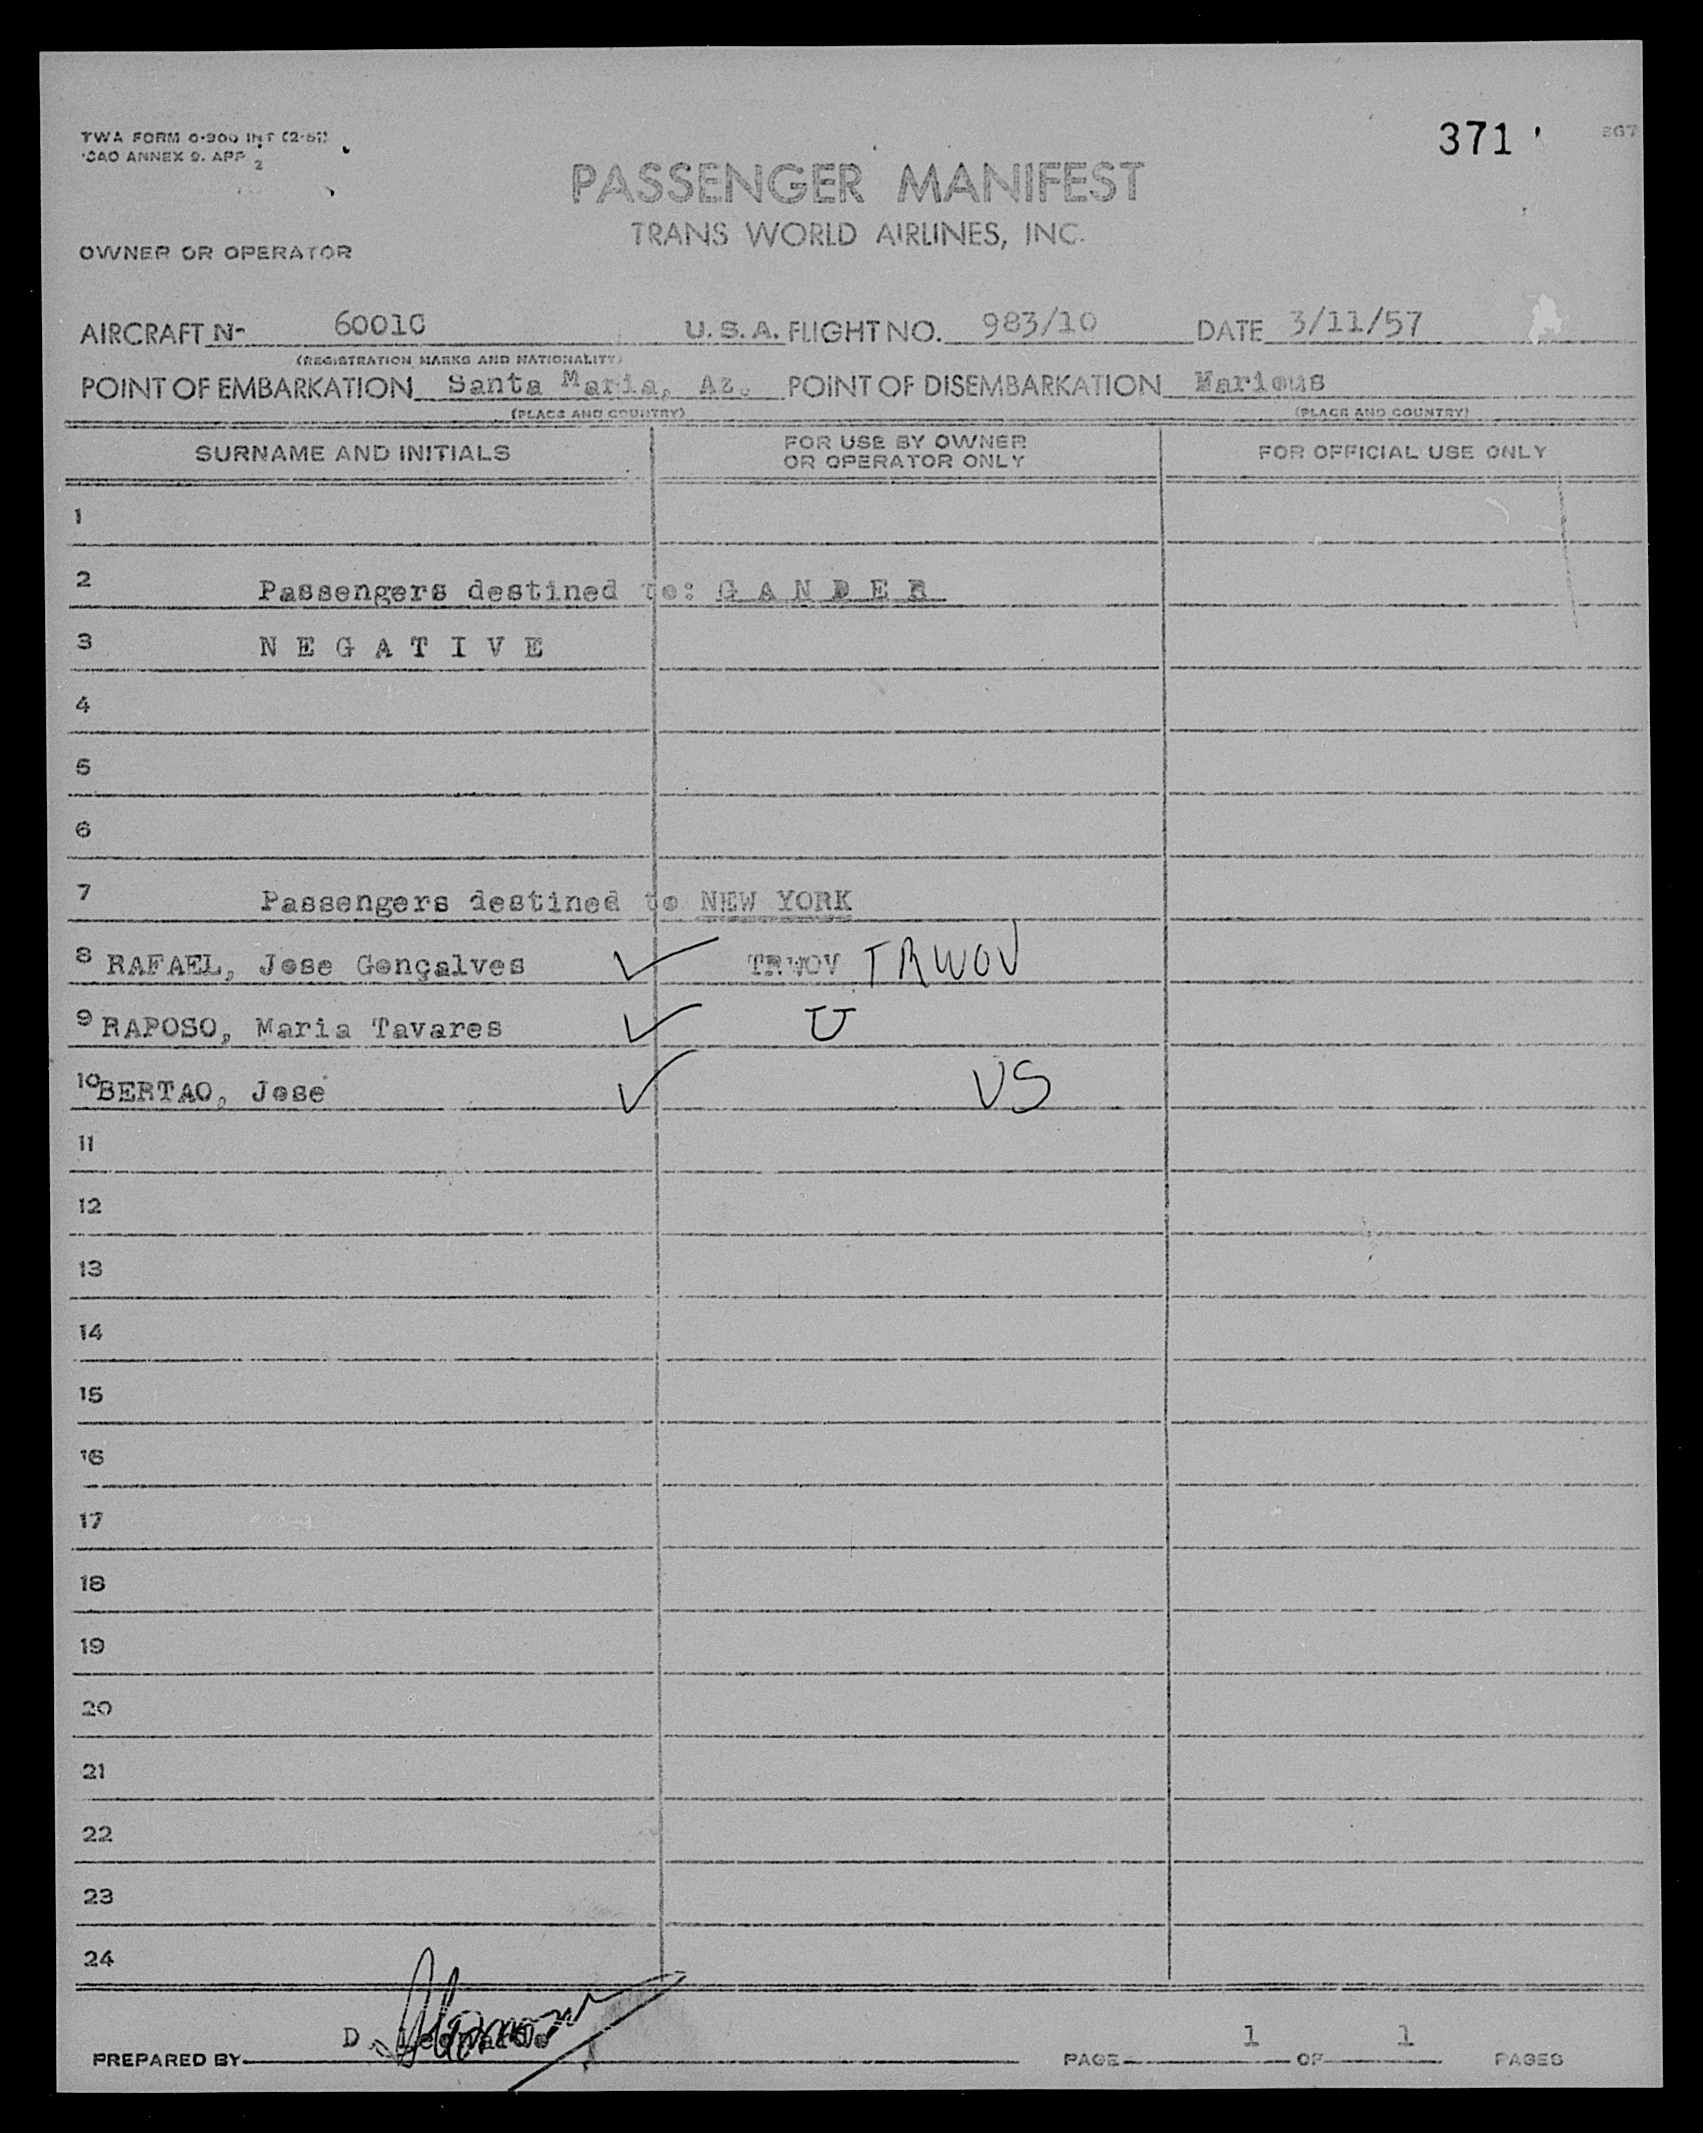 TWA FORM 0-900 INT (2-51)
ICAO ANNEX 9. APP. 2
371
367
PASSENGER MANIFEST
TRANS WORLD AIRLINES, INC.
OWNER OR OPERATOR
AIRCRAFT N- 6001C U. S. A. FLIGHT NO. 983/10 DATE 3/11/57
(REGISTRATION MARKS AND NATIONALITY)
POINT OF EMBARKATION Santa Maria, Az. POINT OF DISEMBARKATION Various
(PLACE AND COUNTRY) (PLACE AND COUNTRY)
SURNAME AND INITIALS
FOR USE BY OWNER
OR OPERATOR ONLY
FOR OFFICIAL USE ONLY
1
2 Passengers destined to: G A N D E R
3 N E G A T I V E
4
5
6
7 Passengers destined to NEW YORK
8 RAFAEL, Jose Gonçalves ✓ TRWOV TRWOV
9 RAPOSO, Maria Tavares ✓ U
10 BERTAO, Jose ✓ VS
11
12
13
14
15
16
17
18
19
20
21
22
23
24
PREPARED BY D. PAGE 1 OF 1 PAGES